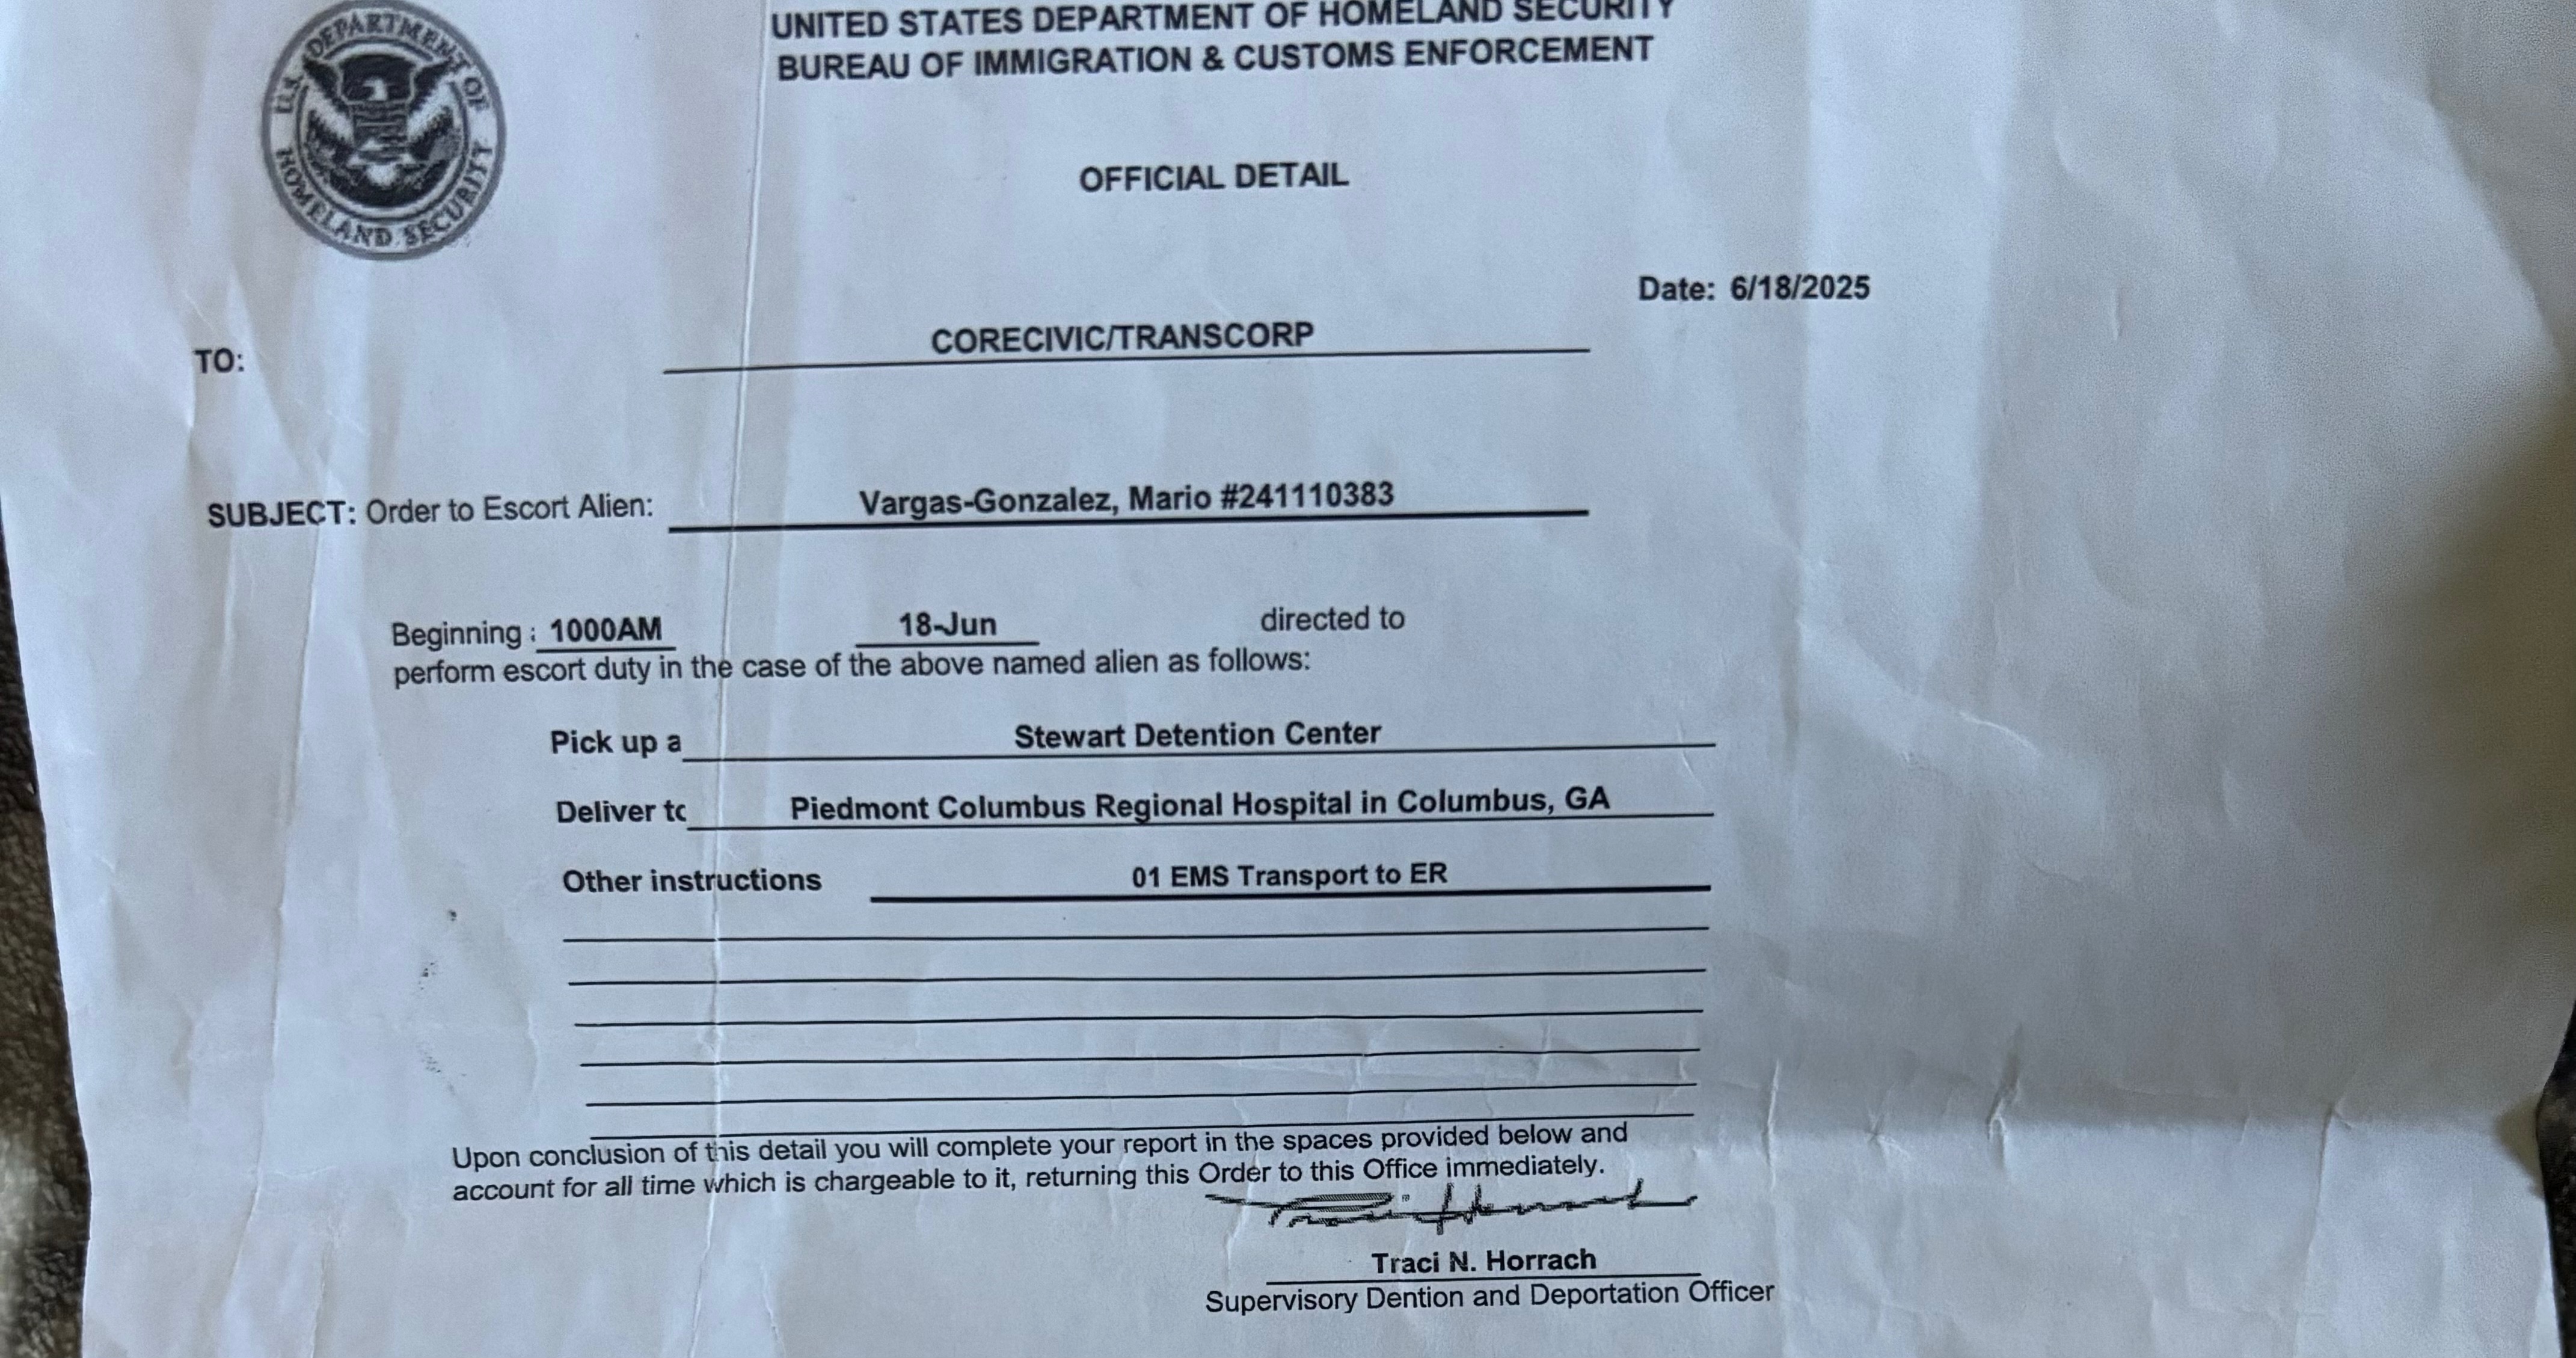 U.S. DEPARTMENT OF HOMELAND SECURITY
UNITED STATES DEPARTMENT OF HOMELAND SECURITY
BUREAU OF IMMIGRATION & CUSTOMS ENFORCEMENT
OFFICIAL DETAIL
Date: 6/18/2025
TO: CORECIVIC/TRANSCORP
SUBJECT: Order to Escort Alien: Vargas-Gonzalez, Mario #241110383
Beginning : 1000AM 18-Jun directed to
perform escort duty in the case of the above named alien as follows:
Pick up a Stewart Detention Center
Deliver to Piedmont Columbus Regional Hospital in Columbus, GA
Other instructions 01 EMS Transport to ER
Upon conclusion of this detail you will complete your report in the spaces provided below and
account for all time which is chargeable to it, returning this Order to this Office immediately.
Traci Horrach
Traci N. Horrach
Supervisory Dention and Deportation Officer